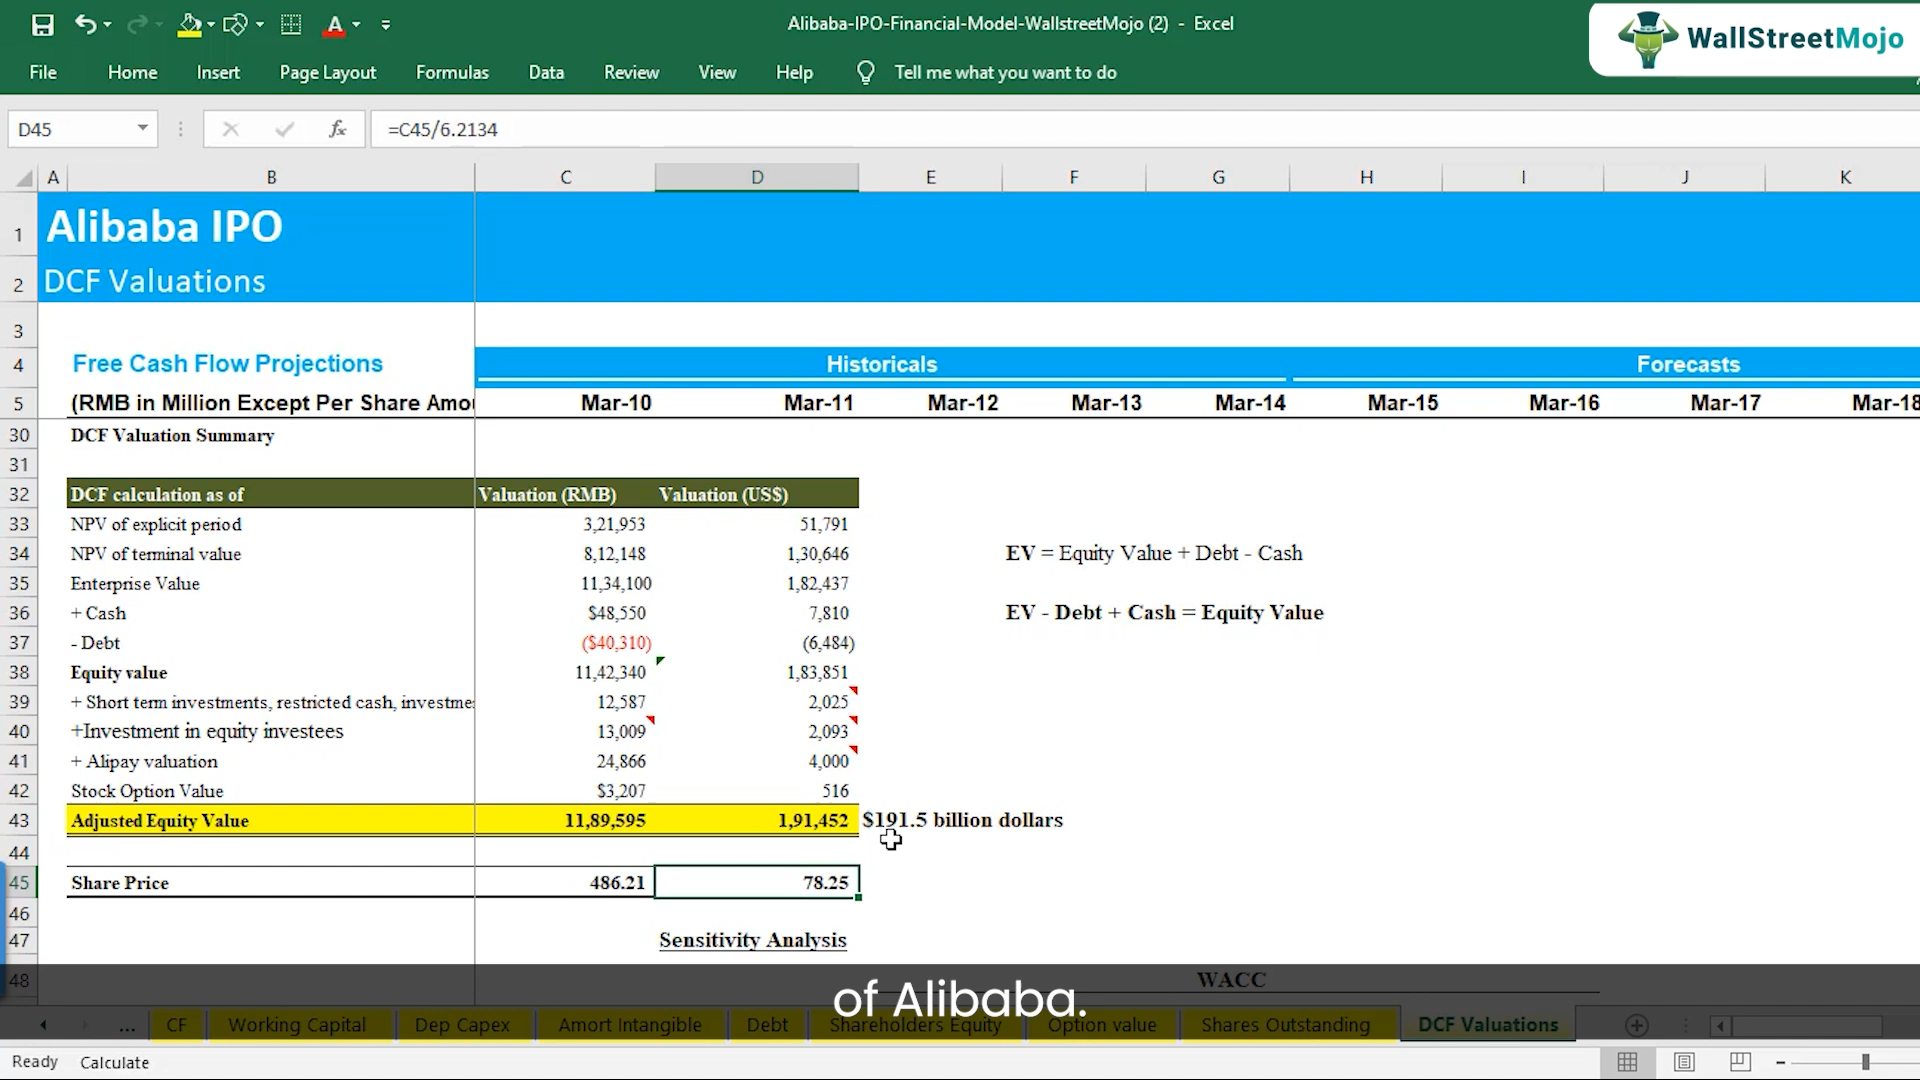 Alibaba-IPO-Financial-Model-WallstreetMojo (2) - Excel
WallStreetMojo
File Home Insert Page Layout Formulas Data Review View Help Tell me what you want to do
D45 fx =C45/6.2134
A B C D E F G H I J K
1 Alibaba IPO
2 DCF Valuations
3
4 Free Cash Flow Projections Historicals Forecasts
5 (RMB in Million Except Per Share Amou Mar-10 Mar-11 Mar-12 Mar-13 Mar-14 Mar-15 Mar-16 Mar-17 Mar-18
30 DCF Valuation Summary
31
32 DCF calculation as of Valuation (RMB) Valuation (US$)
33 NPV of explicit period 3,21,953 51,791
34 NPV of terminal value 8,12,148 1,30,646 EV = Equity Value + Debt - Cash
35 Enterprise Value 11,34,100 1,82,437
36 + Cash $48,550 7,810 EV - Debt + Cash = Equity Value
37 - Debt ($40,310) (6,484)
38 Equity value 11,42,340 1,83,851
39 + Short term investments, restricted cash, investme 12,587 2,025
40 +Investment in equity investees 13,009 2,093
41 + Alipay valuation 24,866 4,000
42 Stock Option Value $3,207 516
43 Adjusted Equity Value 11,89,595 1,91,452 $191.5 billion dollars
44
45 Share Price 486.21 78.25
46
47 Sensitivity Analysis
48 WACC
of Alibaba.
... CF Working Capital Dep Capex Amort Intangible Debt Shareholders Equity Option value Shares Outstanding DCF Valuations
Ready Calculate